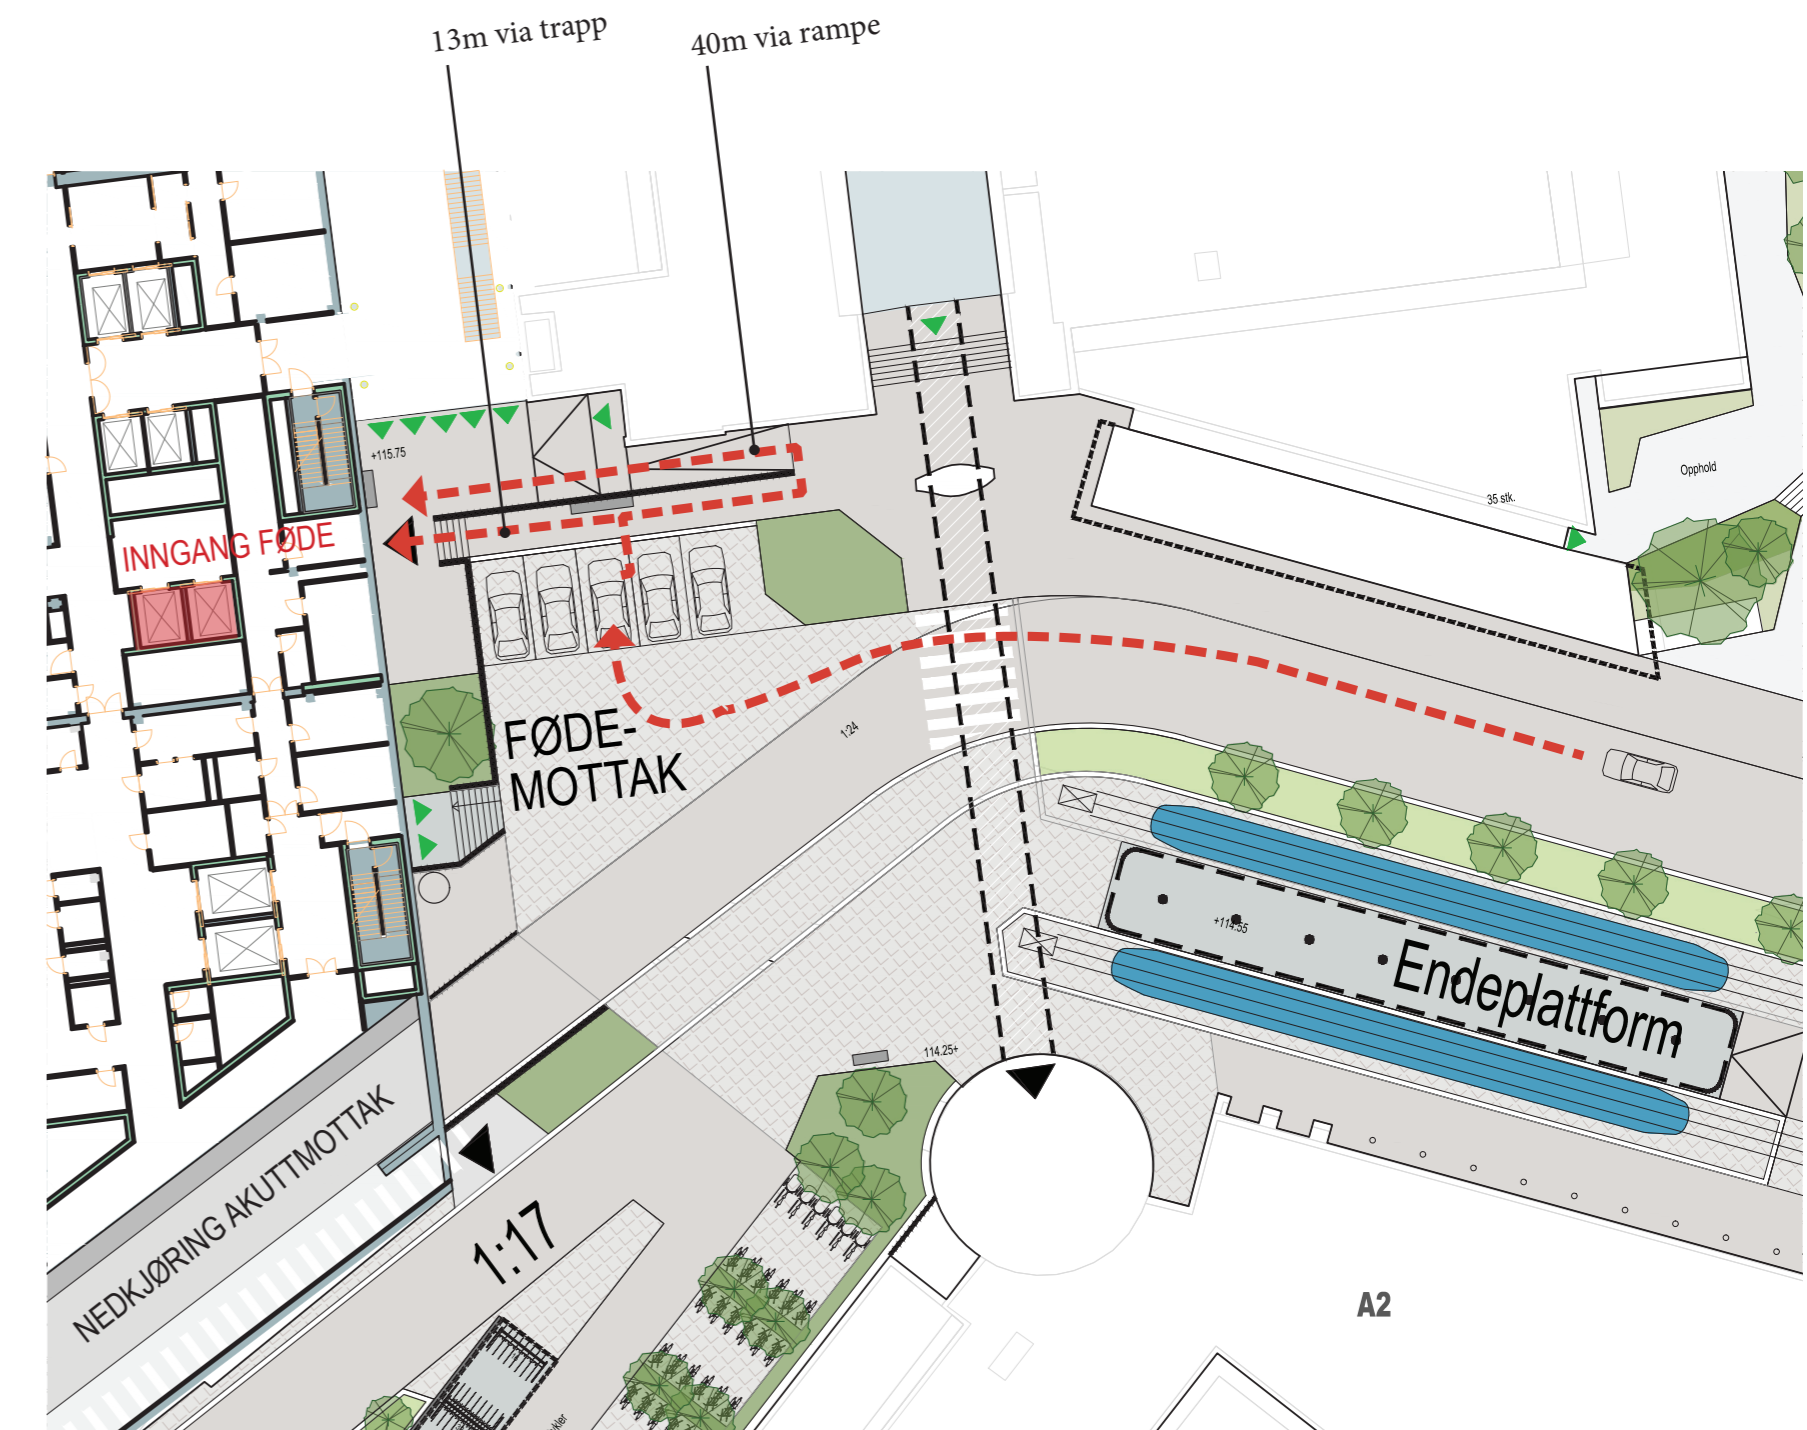 13m via trapp
40m via rampe
+115.75
INNGANG FØDE
Opphold
35 stk.
FØDE-
MOTTAK
1:24
+114.55
Endeplattform
114.25+
NEDKJØRING AKUTTMOTTAK
1:17
A2